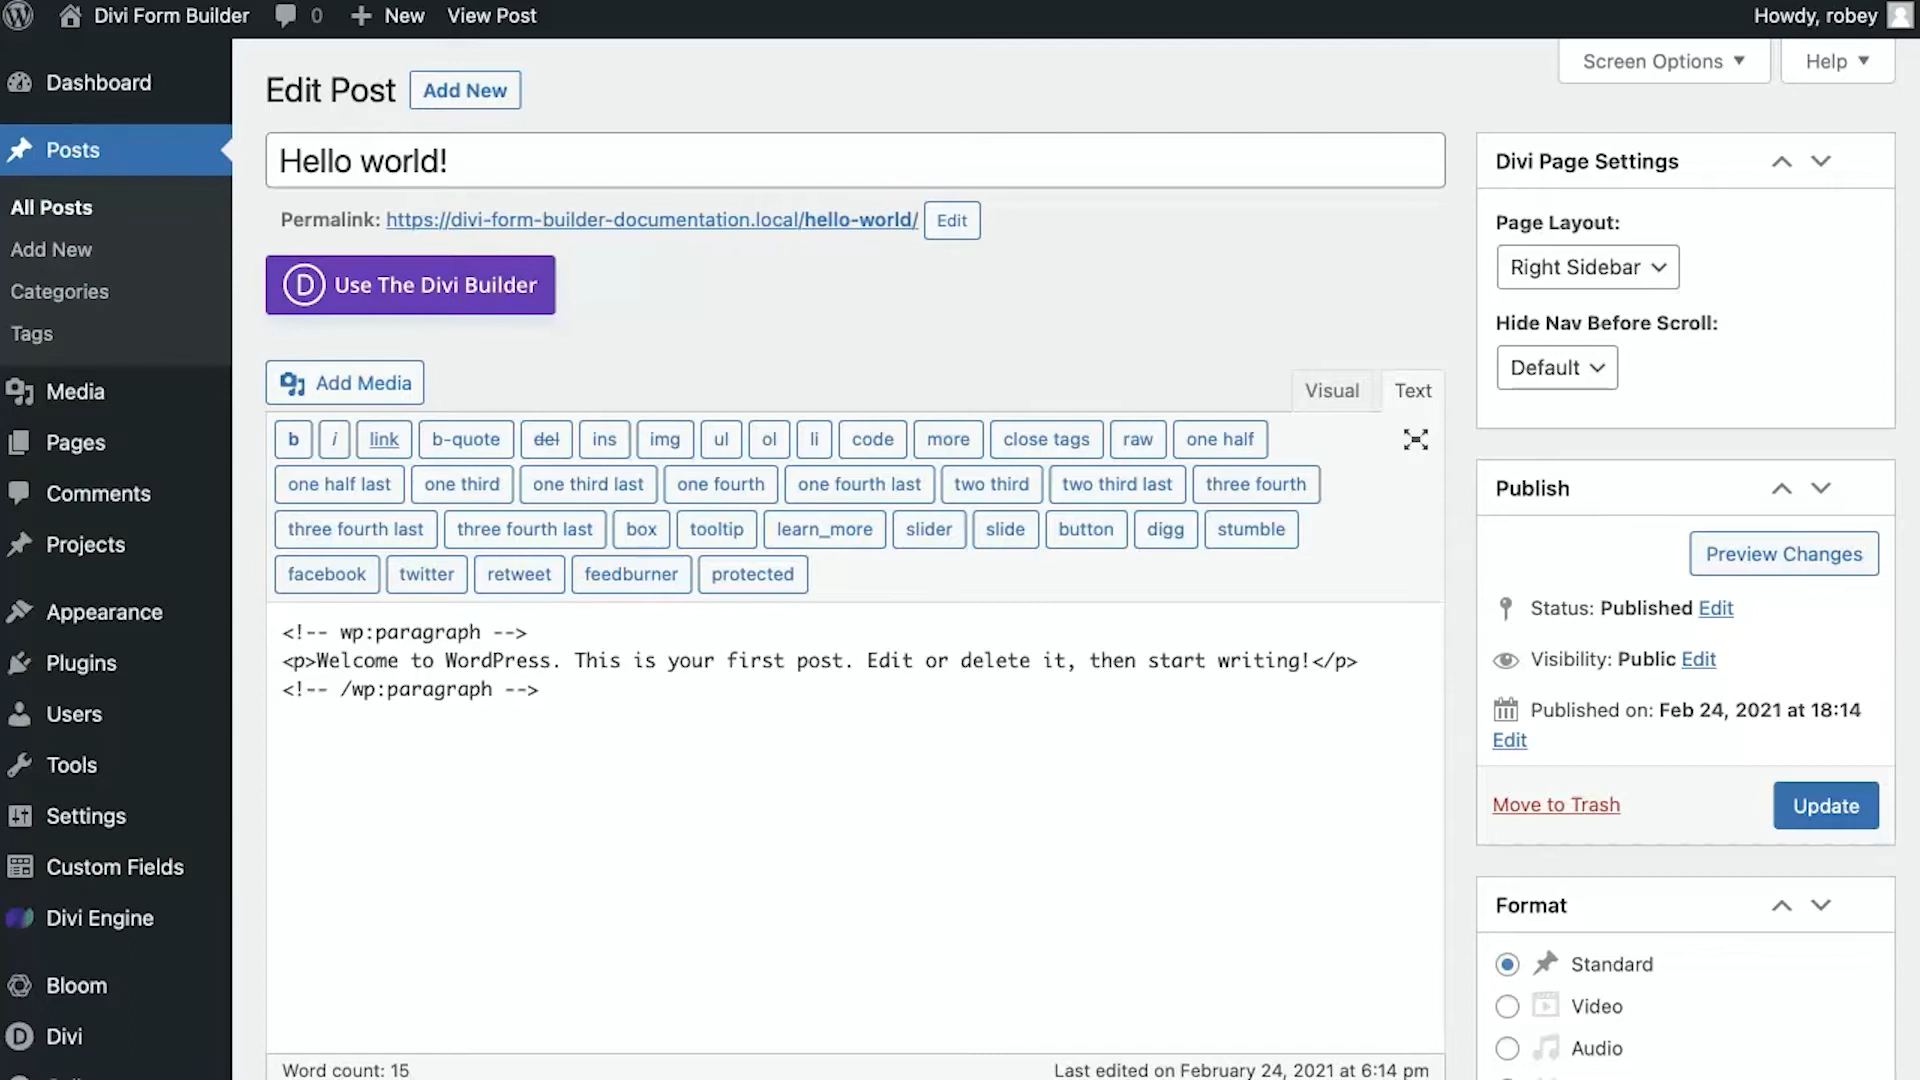 Divi Form Builder 0 New View Post Howdy, robey
Screen Options Help
Dashboard
Posts
All Posts
Add New
Categories
Tags
Media
Pages
Comments
Projects
Appearance
Plugins
Users
Tools
Settings
Custom Fields
Divi Engine
Bloom
Divi
Edit Post Add New
Hello world!
Permalink: https://divi-form-builder-documentation.local/hello-world/ Edit
D Use The Divi Builder
Add Media Visual Text
b i link b-quote del ins img ul ol li code more close tags raw one half
one half last one third one third last one fourth one fourth last two third two third last three fourth
three fourth last three fourth last box tooltip learn_more slider slide button digg stumble
facebook twitter retweet feedburner protected
<!-- wp:paragraph -->
<p>Welcome to WordPress. This is your first post. Edit or delete it, then start writing!</p>
<!-- /wp:paragraph -->
Word count: 15 Last edited on February 24, 2021 at 6:14 pm
Divi Page Settings
Page Layout:
Right Sidebar
Hide Nav Before Scroll:
Default
Publish
Preview Changes
Status: Published Edit
Visibility: Public Edit
Published on: Feb 24, 2021 at 18:14
Edit
Move to Trash Update
Format
Standard
Video
Audio